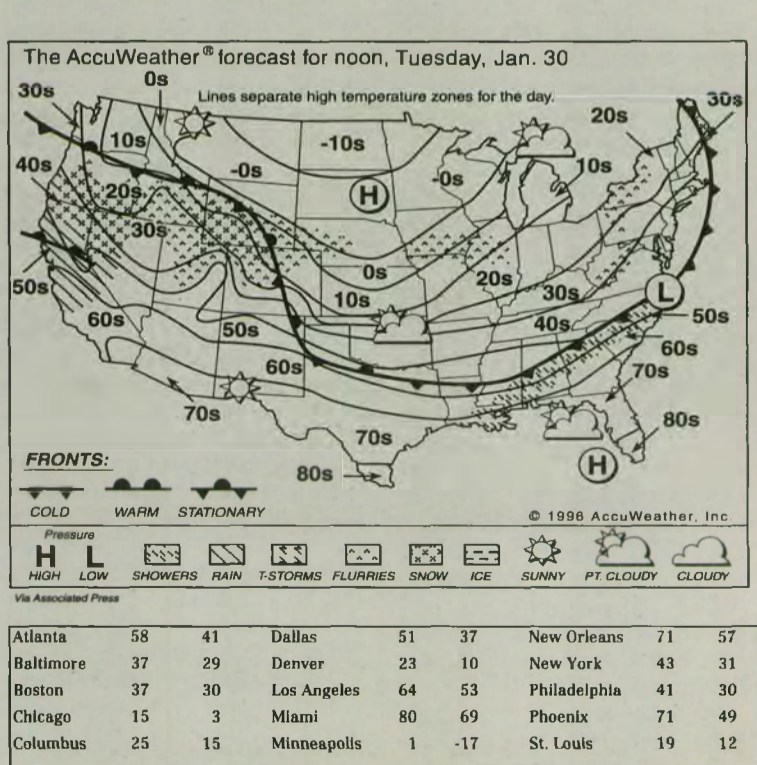 The AccuWeather® forecast for noon, Tuesday, Jan. 30
Lines separate high temperature zones for the day.
30s
0s
20s
30s
10s
-10s
-0s
-0s
10s
40s
20s
H
30s
0s
20s
50s
10s
30s
L
60s
50s
40s
50s
60s
60s
70s
70s
70s
80s
80s
H
FRONTS:
COLD WARM STATIONARY
© 1996 AccuWeather, Inc.
Pressure
H L
HIGH LOW SHOWERS RAIN T-STORMS FLURRIES SNOW ICE SUNNY PT. CLOUDY CLOUDY
Via Associated Press
Atlanta 58 41 Dallas 51 37 New Orleans 71 57
Baltimore 37 29 Denver 23 10 New York 43 31
Boston 37 30 Los Angeles 64 53 Philadelphia 41 30
Chicago 15 3 Miami 80 69 Phoenix 71 49
Columbus 25 15 Minneapolis 1 -17 St. Louis 19 12